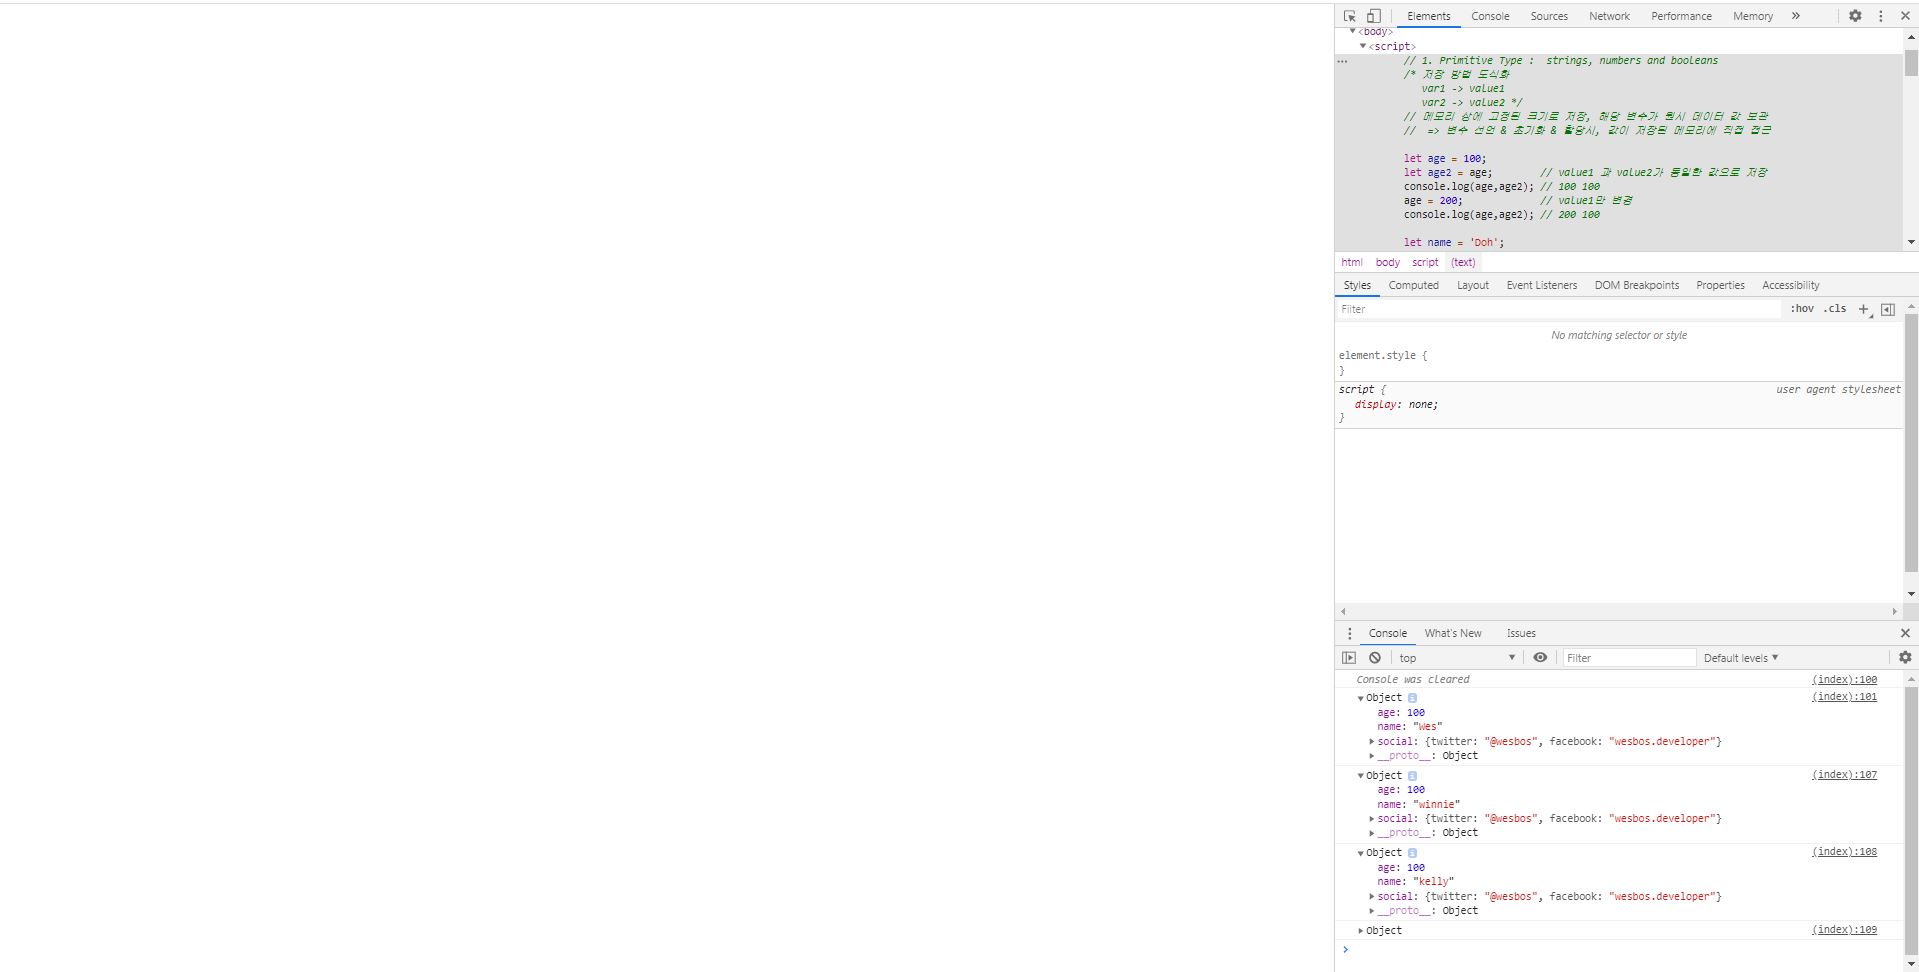 Elements Console Sources Network Performance Memory »
▼<body>
▼<script>
// 1. Primitive Type :  strings, numbers and booleans
/* 저장 방법 도식화
var1 -> value1
var2 -> value2 */
// 메모리 상에 고정된 크기로 저장, 해당 변수가 원시 데이터 값 보관
//  => 변수 선언 & 초기화 & 할당시, 값이 저장된 메모리에 직접 접근
let age = 100;
let age2 = age;        // value1 과 value2가 동일한 값으로 저장
console.log(age,age2); // 100 100
age = 200;             // value1만 변경
console.log(age,age2); // 200 100
let name = 'Doh';
html body script (text)
Styles Computed Layout Event Listeners DOM Breakpoints Properties Accessibility
Filter :hov .cls +
No matching selector or style
element.style {
}
script { user agent stylesheet
display: none;
}
Console What's New Issues
top Filter Default levels ▼
Console was cleared (index):100
▼Object i (index):101
age: 100
name: "Wes"
▶social: {twitter: "@wesbos", facebook: "wesbos.developer"}
▶__proto__: Object
▼Object i (index):107
age: 100
name: "winnie"
▶social: {twitter: "@wesbos", facebook: "wesbos.developer"}
▶__proto__: Object
▼Object i (index):108
age: 100
name: "kelly"
▶social: {twitter: "@wesbos", facebook: "wesbos.developer"}
▶__proto__: Object
▶Object (index):109
>